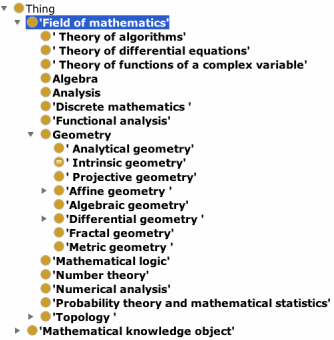 Thing
'Field of mathematics'
' Theory of algorithms'
' Theory of differential equations'
' Theory of functions of a complex variable'
Algebra
Analysis
'Discrete mathematics '
'Functional analysis'
Geometry
' Analytical geometry'
' Intrinsic geometry'
' Projective geometry'
'Affine geometry '
'Algebraic geometry'
'Differential geometry '
'Fractal geometry'
'Metric geometry '
'Mathematical logic'
'Number theory'
'Numerical analysis'
'Probability theory and mathematical statistics'
'Topology '
'Mathematical knowledge object'